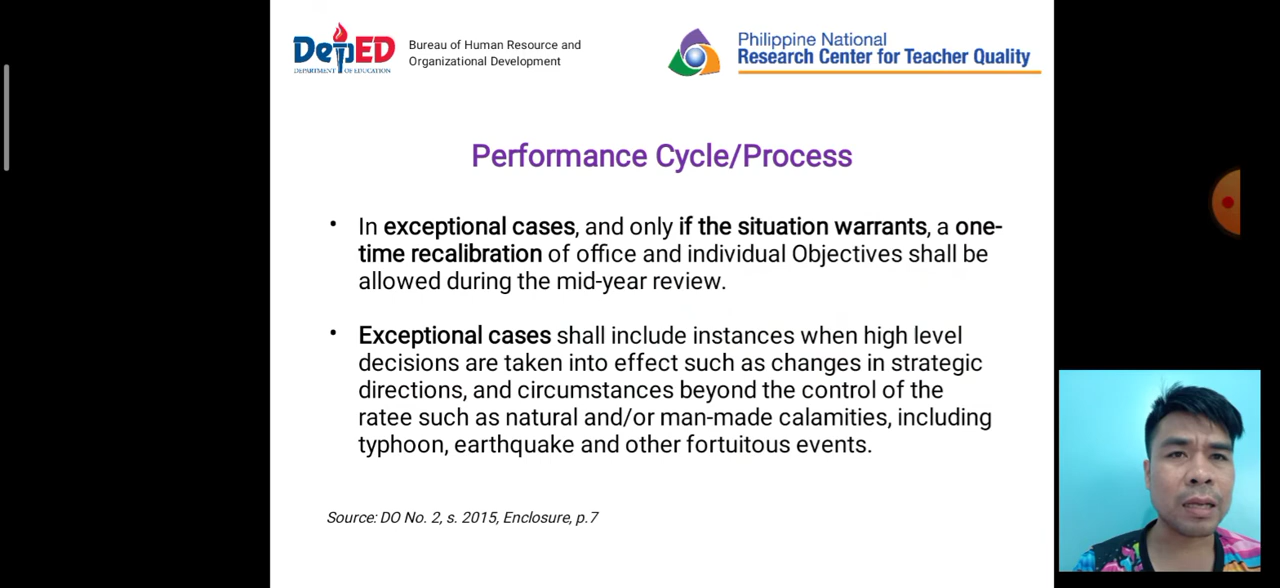 DepED
DEPARTMENT OF EDUCATION
Bureau of Human Resource and
Organizational Development
Philippine National
Research Center for Teacher Quality
Performance Cycle/Process
• In exceptional cases, and only if the situation warrants, a one-
time recalibration of office and individual Objectives shall be
allowed during the mid-year review.
• Exceptional cases shall include instances when high level
decisions are taken into effect such as changes in strategic
directions, and circumstances beyond the control of the
ratee such as natural and/or man-made calamities, including
typhoon, earthquake and other fortuitous events.
Source: DO No. 2, s. 2015, Enclosure, p.7